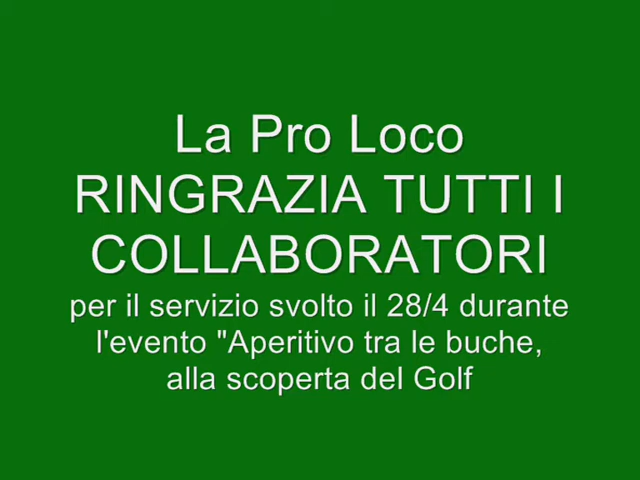 La Pro Loco
RINGRAZIA TUTTI I
COLLABORATORI
per il servizio svolto il 28/4 durante
l'evento "Aperitivo tra le buche,
alla scoperta del Golf